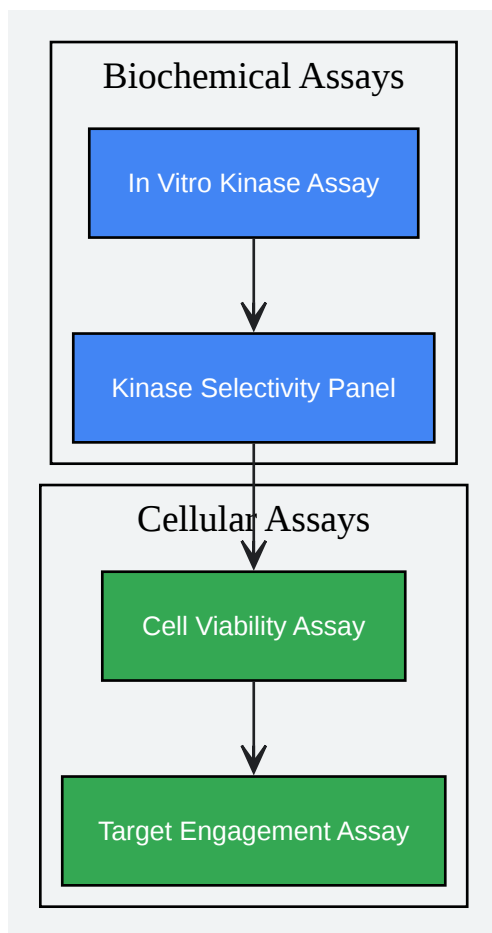 Biochemical Assays
In Vitro Kinase Assay
Kinase Selectivity Panel
Cellular Assays
Cell Viability Assay
Target Engagement Assay